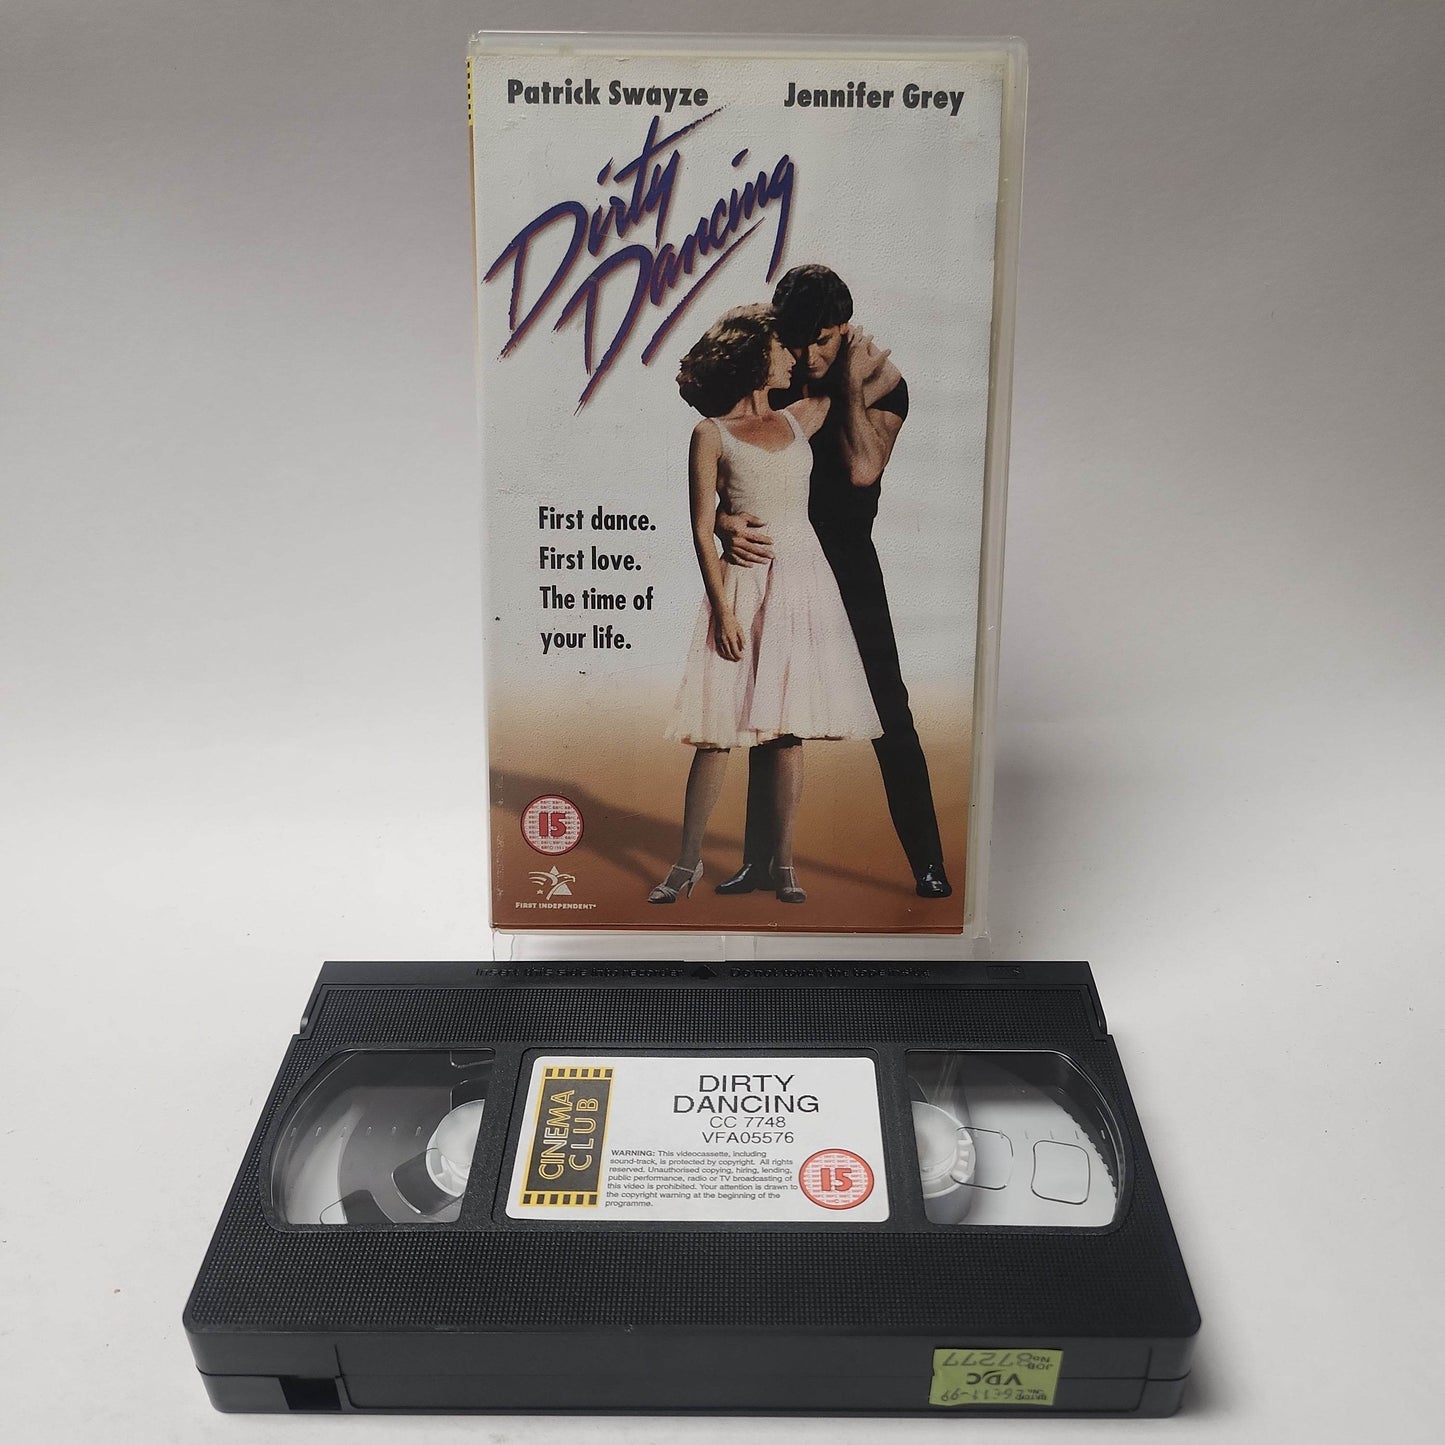 Patrick Swayze Jennifer Grey
Dirty
Dancing
First dance.
First love.
The time of
your life.
15
FIRST INDEPENDENT
Insert this side into recorder Do not touch the tape inside
CINEMA
CLUB
DIRTY
DANCING
CC 7748
VFA05576
WARNING: This videocassette, including
sound-track, is protected by copyright. All rights
reserved. Unauthorised copying, hiring, lending,
public performance, radio or TV broadcasting of
this video is prohibited. Your attention is drawn to
the copyright warning at the beginning of the
programme.
15
VDC
JOB
No.
87277